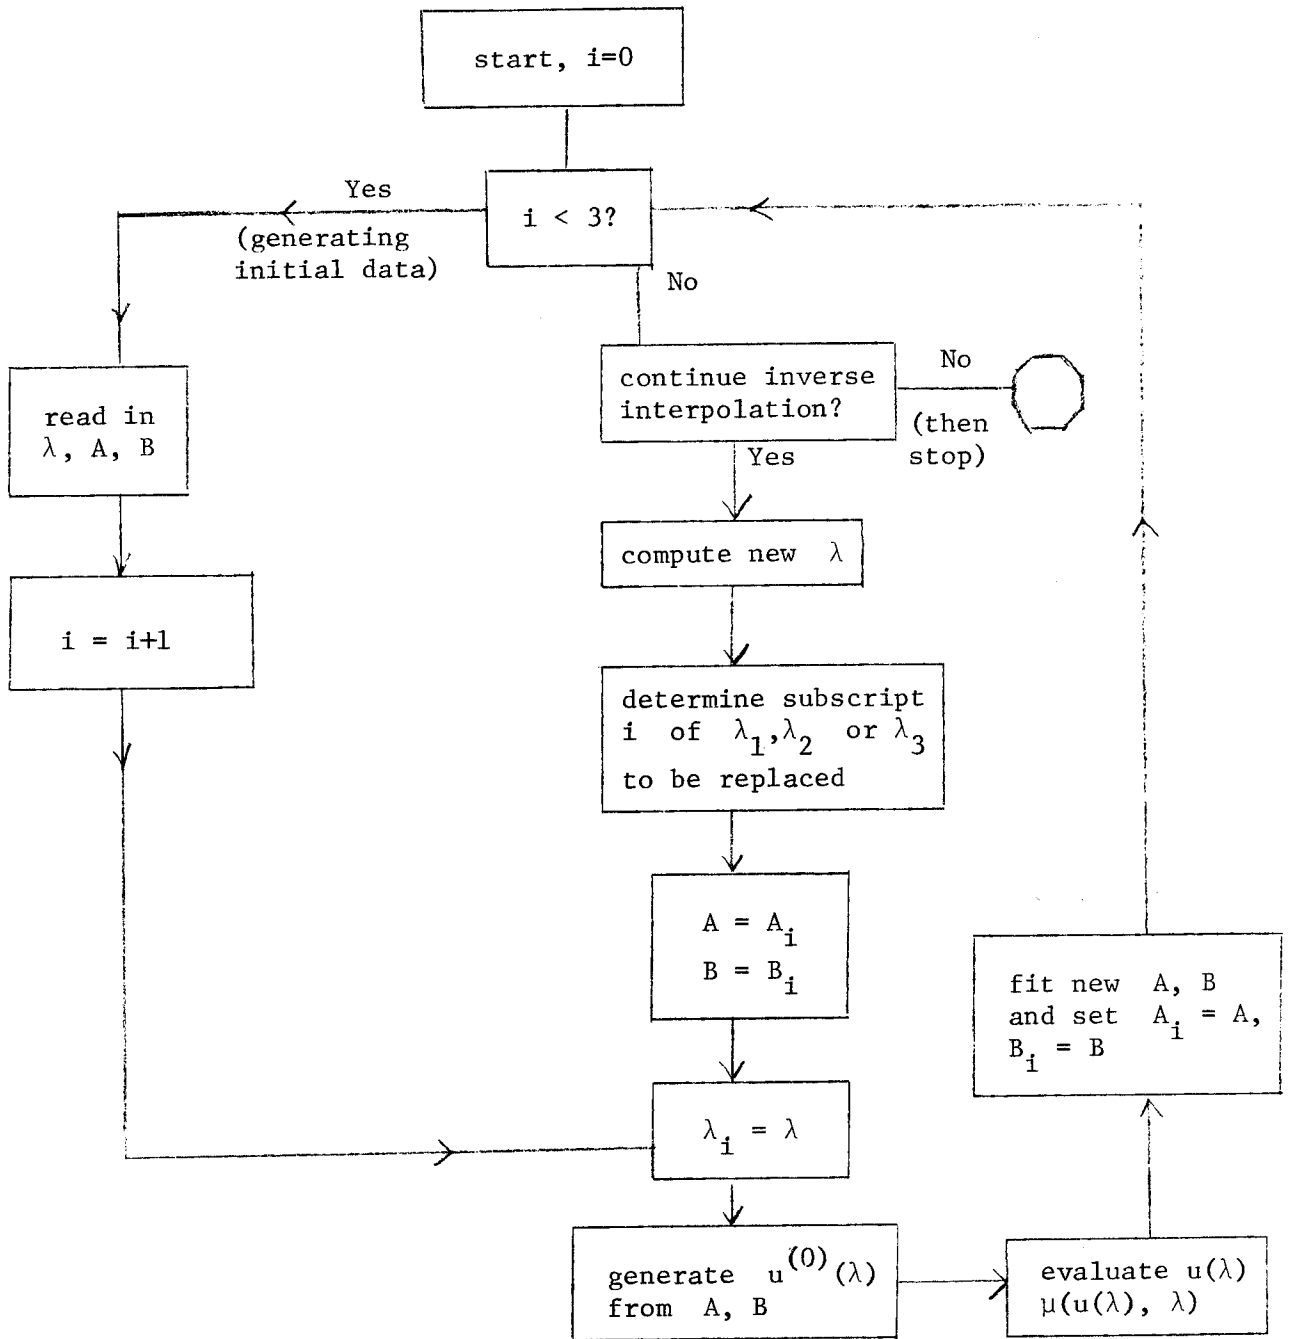 start, i=0
i < 3?
Yes
(generating
initial data)
No
read in
λ, A, B
i = i+1
continue inverse
interpolation?
No
(then
stop)
Yes
compute new λ
determine subscript
i of λ₁,λ₂ or λ₃
to be replaced
A = Aᵢ
B = Bᵢ
λᵢ = λ
generate u⁽⁰⁾(λ)
from A, B
evaluate u(λ)
μ(u(λ), λ)
fit new A, B
and set Aᵢ = A,
Bᵢ = B